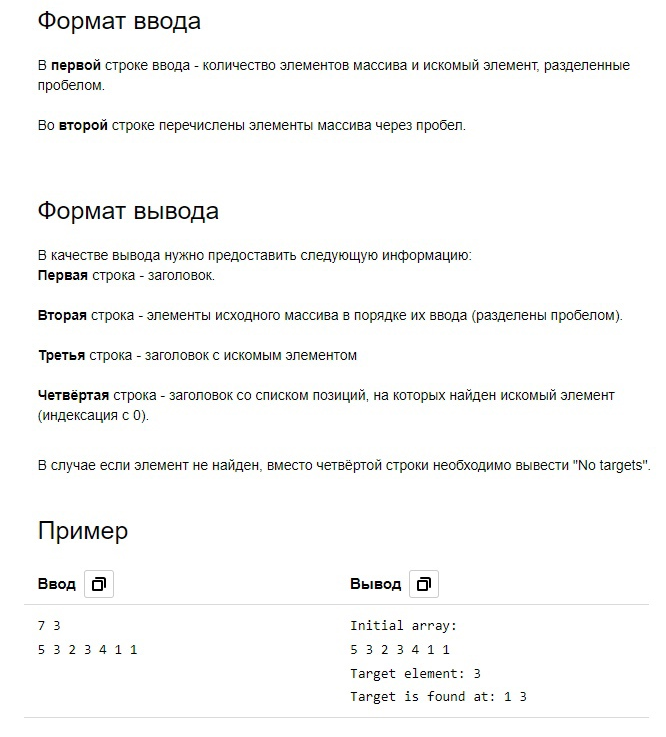 Формат ввода
В первой строке ввода - количество элементов массива и искомый элемент, разделенные
пробелом.
Во второй строке перечислены элементы массива через пробел.
Формат вывода
В качестве вывода нужно предоставить следующую информацию:
Первая строка - заголовок.
Вторая строка - элементы исходного массива в порядке их ввода (разделены пробелом).
Третья строка - заголовок с искомым элементом
Четвёртая строка - заголовок со списком позиций, на которых найден искомый элемент
(индексация с 0).
В случае если элемент не найден, вместо четвёртой строки необходимо вывести "No targets".
Пример
Ввод
7 3
5 3 2 3 4 1 1
Вывод
Initial array:
5 3 2 3 4 1 1
Target element: 3
Target is found at: 1 3